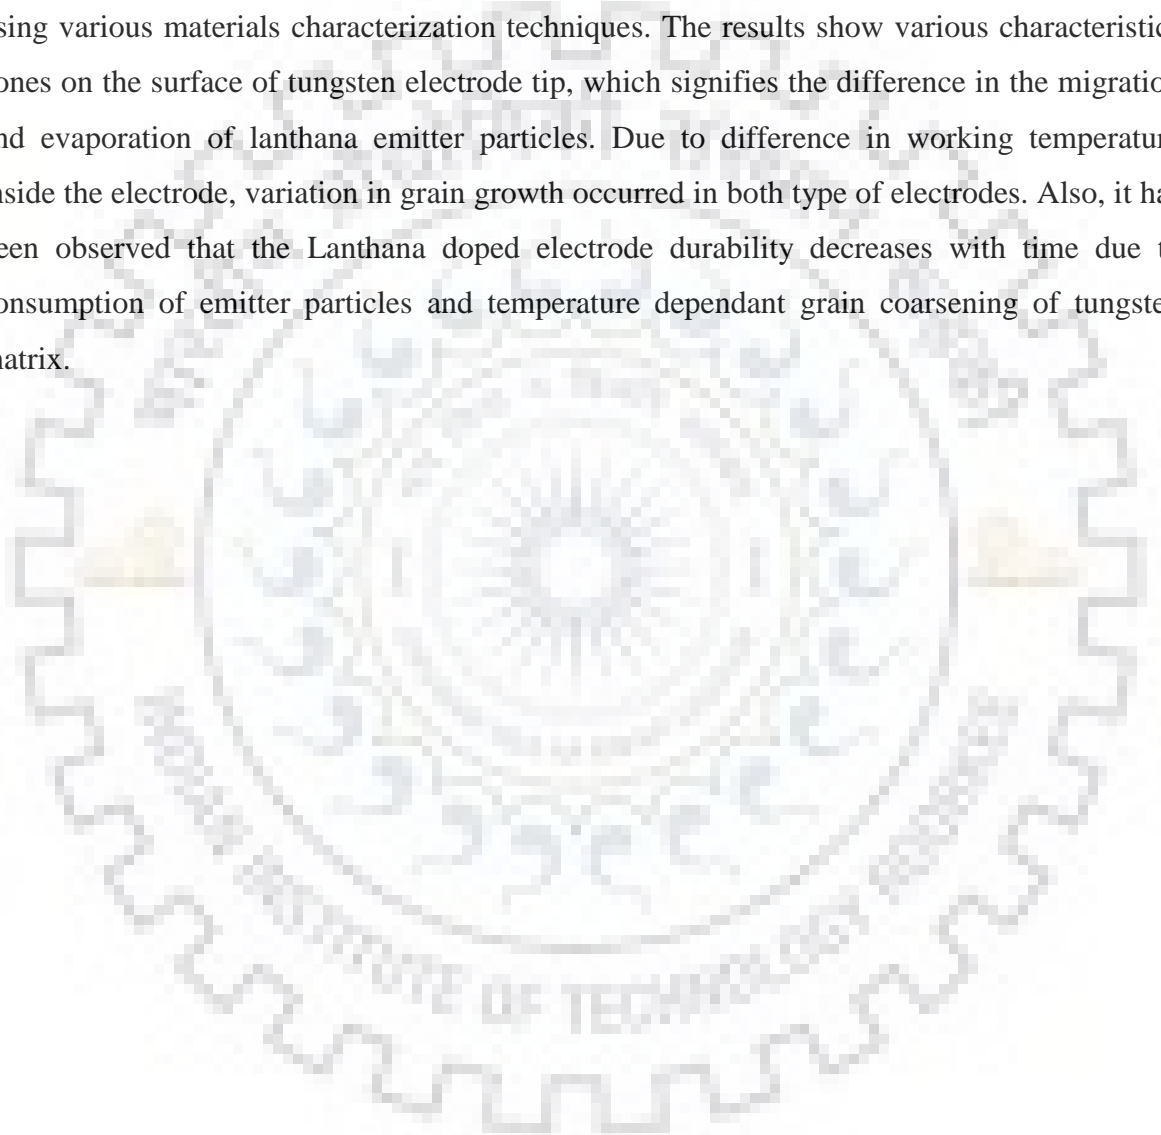 sing various materials characterization techniques. The results show various characteristic
ones on the surface of tungsten electrode tip, which signifies the difference in the migratio
nd evaporation of lanthana emitter particles. Due to difference in working temperatur
nside the electrode, variation in grain growth occurred in both type of electrodes. Also, it ha
een observed that the Lanthana doped electrode durability decreases with time due t
onsumption of emitter particles and temperature dependant grain coarsening of tungste
natrix.
INSTITUTE OF TECHNOLOGY ROORKEE